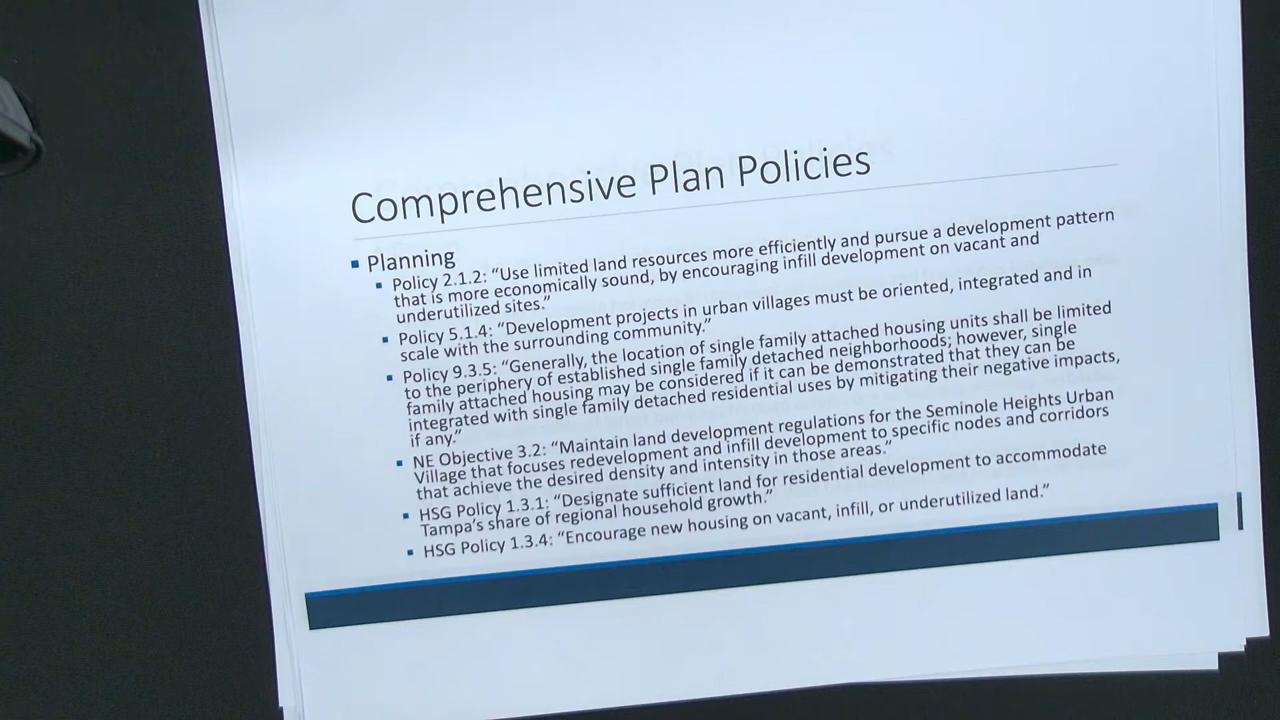 Comprehensive Plan Policies
▪ Planning
▪ Policy 2.1.2: “Use limited land resources more efficiently and pursue a development pattern
that is more economically sound, by encouraging infill development on vacant and
underutilized sites.”
▪ Policy 5.1.4: “Development projects in urban villages must be oriented, integrated and in
scale with the surrounding community.”
▪ Policy 9.3.5: “Generally, the location of single family attached housing units shall be limited
to the periphery of established single family detached neighborhoods; however, single
family attached housing may be considered if it can be demonstrated that they can be
integrated with single family detached residential uses by mitigating their negative impacts,
if any.”
▪ NE Objective 3.2: “Maintain land development regulations for the Seminole Heights Urban
Village that focuses redevelopment and infill development to specific nodes and corridors
that achieve the desired density and intensity in those areas.”
▪ HSG Policy 1.3.1: “Designate sufficient land for residential development to accommodate
Tampa’s share of regional household growth.”
▪ HSG Policy 1.3.4: “Encourage new housing on vacant, infill, or underutilized land.”